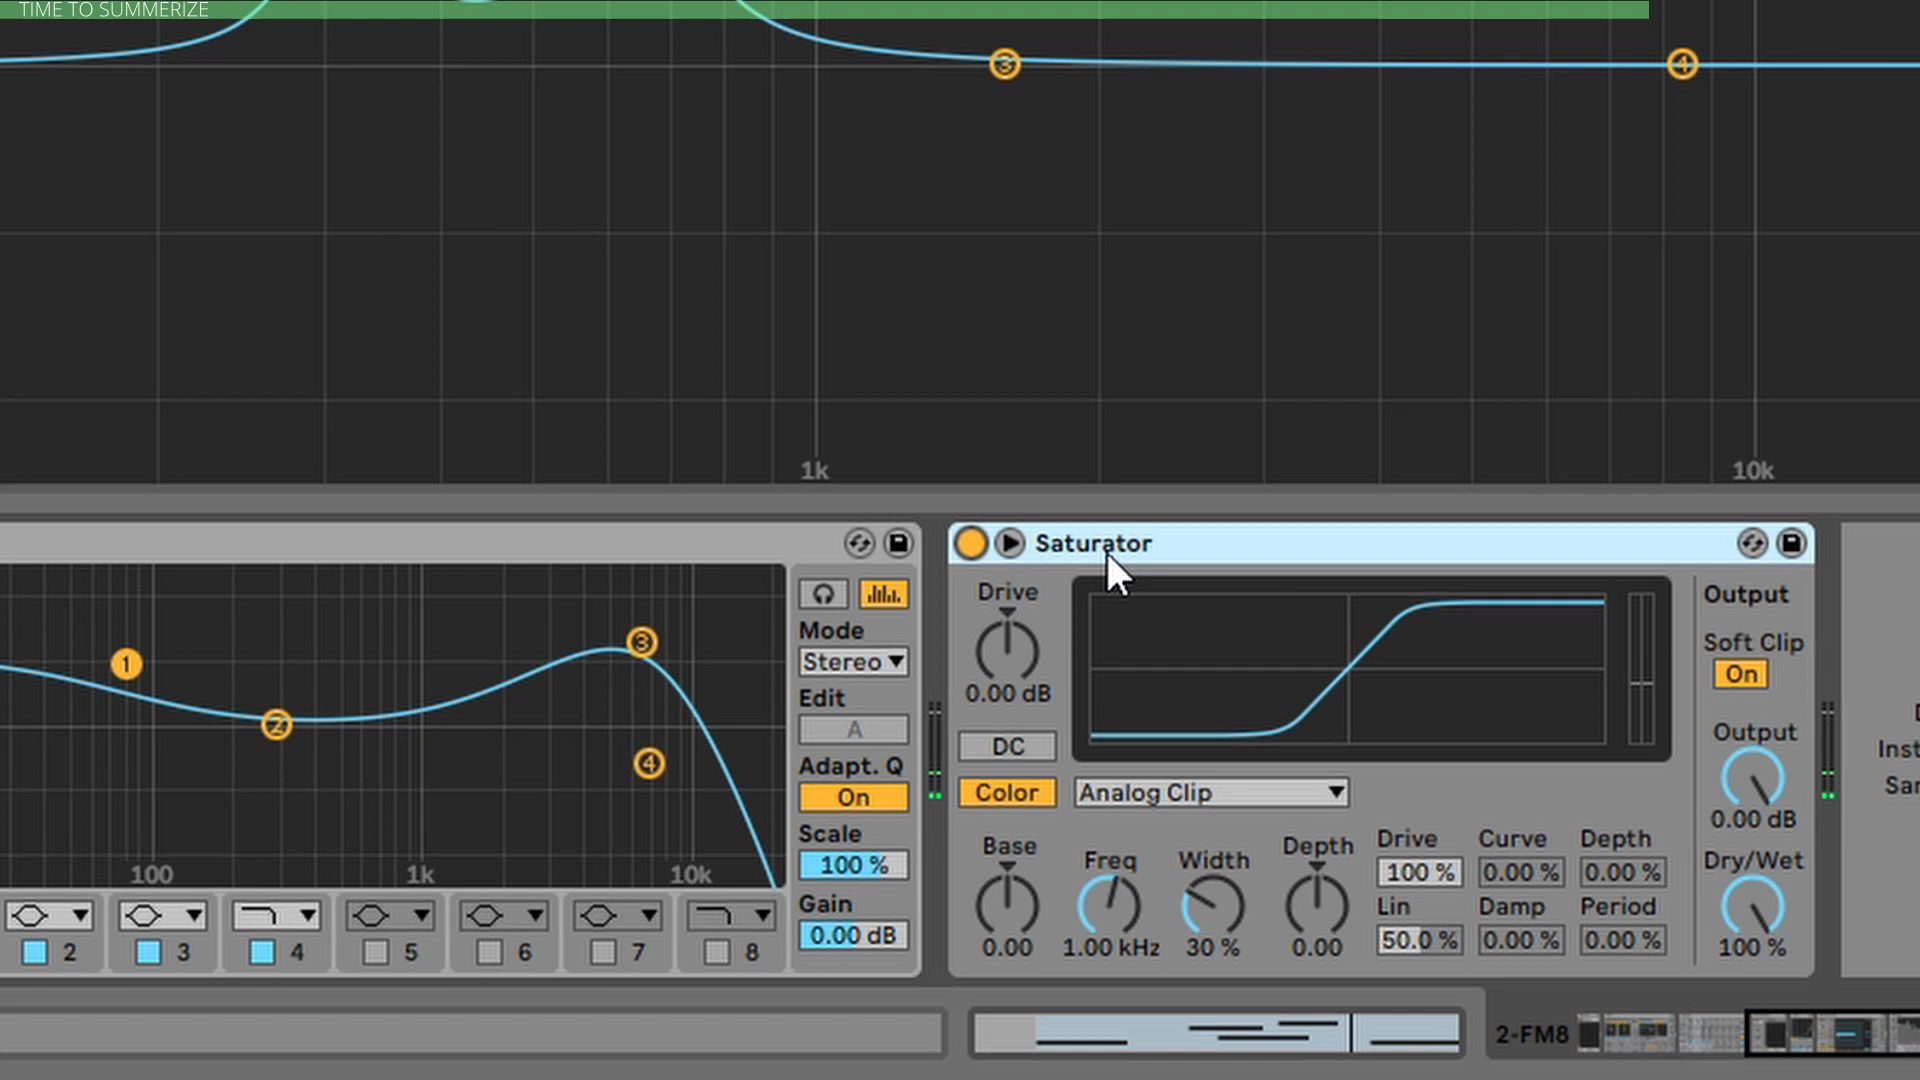 TIME TO SUMMERIZE
3
4
1k
10k
Saturator
Mode
Stereo
Edit
A
Adapt. Q
On
Scale
100 %
Gain
0.00 dB
1
2
3
4
100
1k
10k
2
3
4
5
6
7
8
Drive
0.00 dB
DC
Color
Analog Clip
Base
0.00
Freq
1.00 kHz
Width
30 %
Depth
0.00
Drive
Curve
Depth
100 %
0.00 %
0.00 %
Lin
Damp
Period
50.0 %
0.00 %
0.00 %
Output
Soft Clip
On
Output
0.00 dB
Dry/Wet
100 %
Inst
Sar
2-FM8